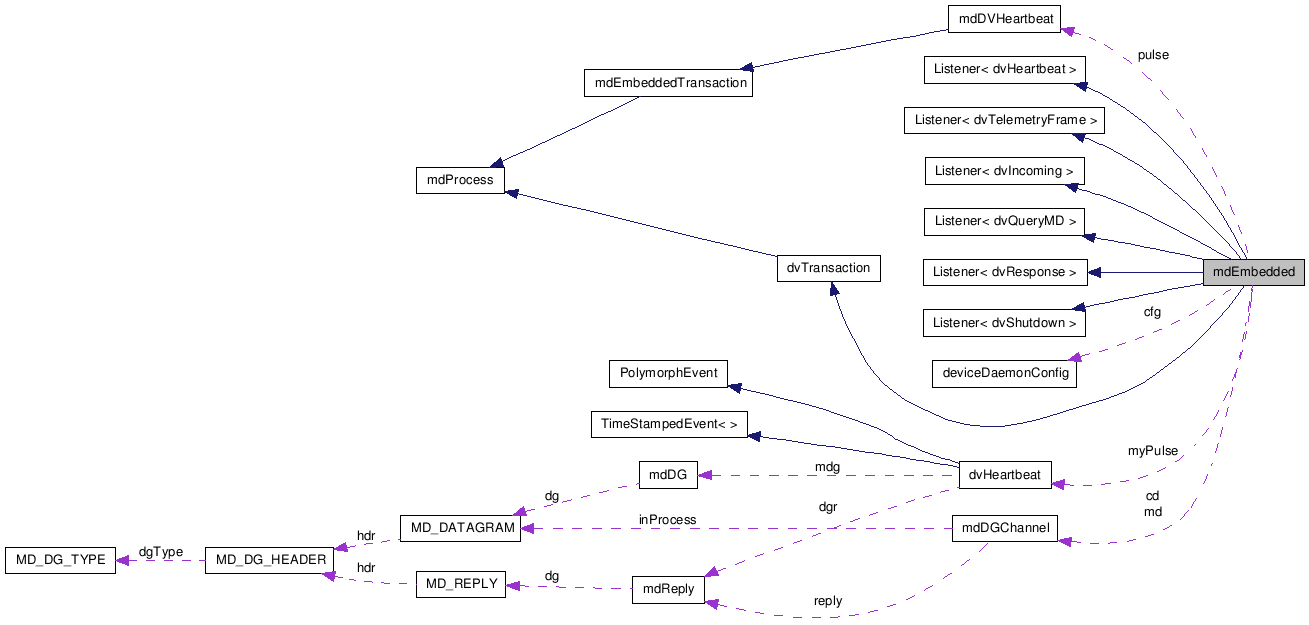 mdDVHeartbeat
pulse
Listener< dvHeartbeat >
mdEmbeddedTransaction
Listener< dvTelemetryFrame >
Listener< dvIncoming >
mdProcess
Listener< dvQueryMD >
dvTransaction
Listener< dvResponse >
mdEmbedded
Listener< dvShutdown >
cfg
PolymorphEvent
deviceDaemonConfig
TimeStampedEvent< >
myPulse
mdDG
mdg
dvHeartbeat
dg
cd
md
dgr
MD_DATAGRAM
inProcess
mdDGChannel
hdr
MD_DG_TYPE
dgType
MD_DG_HEADER
hdr
MD_REPLY
dg
mdReply
reply